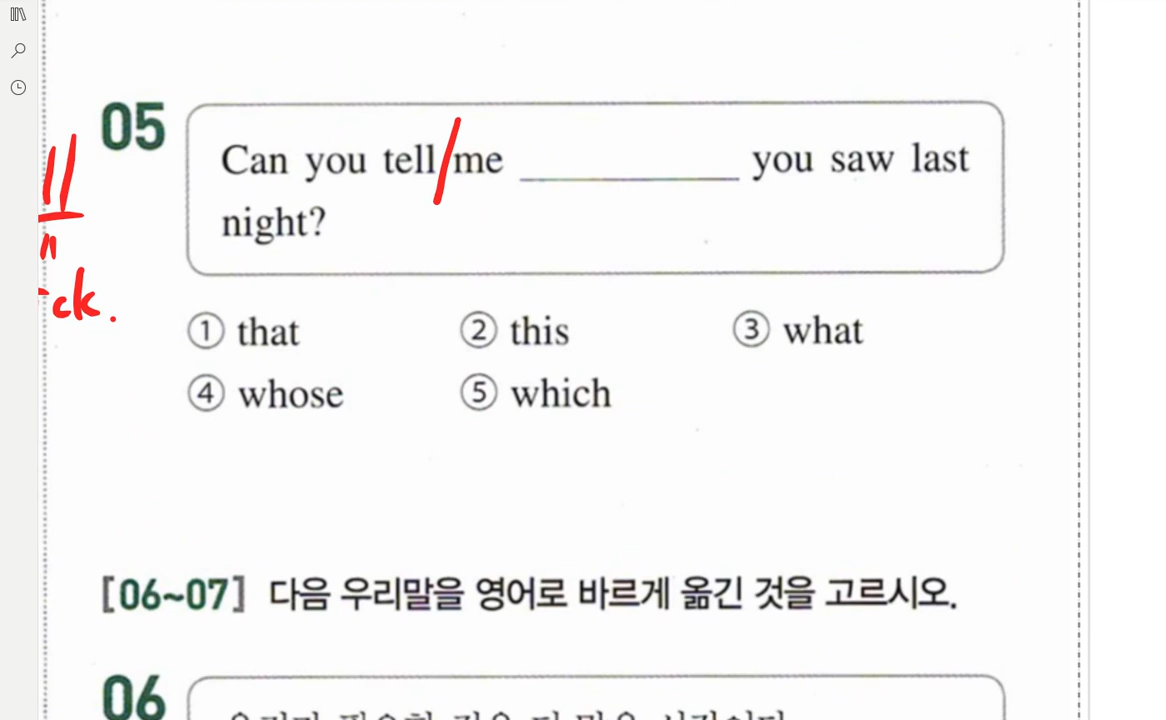 05
Can you tell/me __________ you saw last
night?
① that ② this ③ what
④ whose ⑤ which
ck.
[06~07] 다음 우리말을 영어로 바르게 옮긴 것을 고르시오.
06